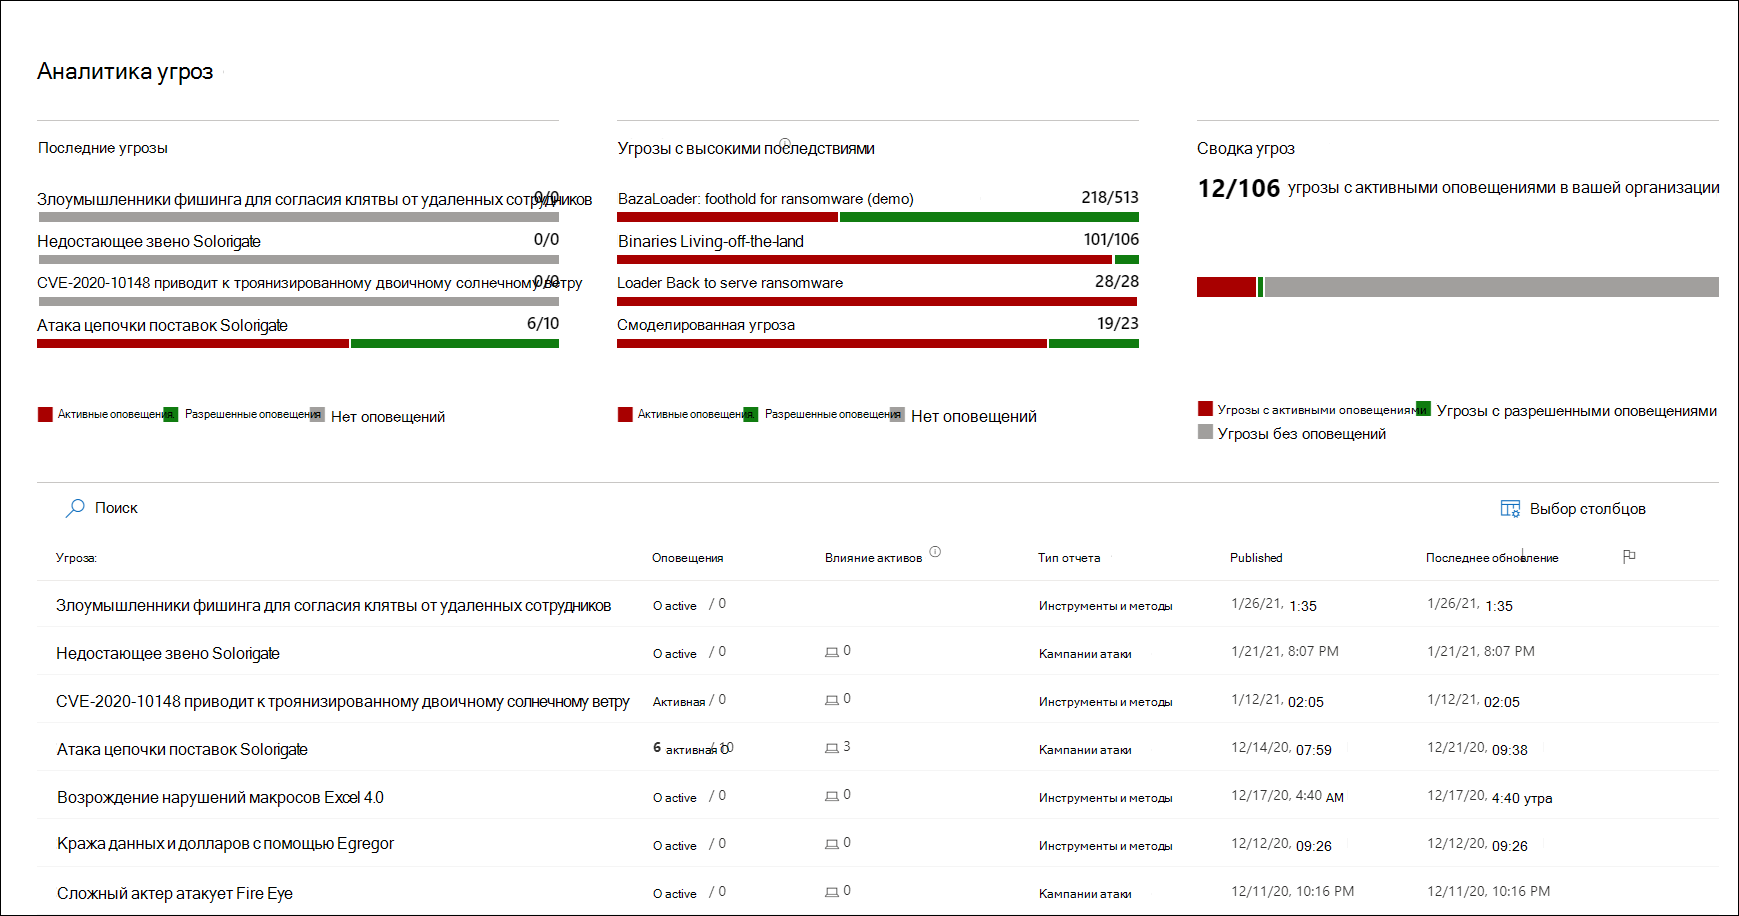 Аналитика угроз
Последние угрозы
Злоумышленники фишинга для согласия клятвы от удаленных сотрудников 0/0
Недостающее звено Solorigate 0/0
CVE-2020-10148 приводит к троянизированному двоичному солнечному ветру 0/0
Атака цепочки поставок Solorigate 6/10
Активные оповещения. Разрешенные оповещения Нет оповещений
Угрозы с высокими последствиями
BazaLoader: foothold for ransomware (demo) 218/513
Binaries Living-off-the-land 101/106
Loader Back to serve ransomware 28/28
Смоделированная угроза 19/23
Активные оповещения. Разрешенные оповещения Нет оповещений
Сводка угроз
12/106 угрозы с активными оповещениями в вашей организации
Угрозы с активными оповещениями Угрозы с разрешенными оповещениями
Угрозы без оповещений
Поиск Выбор столбцов
Угроза: Оповещения Влияние активов Тип отчета Published Последнее обновление
Злоумышленники фишинга для согласия клятвы от удаленных сотрудников О active / 0 Инструменты и методы 1/26/21, 1:35 1/26/21, 1:35
Недостающее звено Solorigate О active / 0 0 Кампании атаки 1/21/21, 8:07 PM 1/21/21, 8:07 PM
CVE-2020-10148 приводит к троянизированному двоичному солнечному ветру Активная / 0 0 Инструменты и методы 1/12/21, 02:05 1/12/21, 02:05
Атака цепочки поставок Solorigate 6 активная О / 10 3 Кампании атаки 12/14/20, 07:59 12/21/20, 09:38
Возрождение нарушений макросов Excel 4.0 О active / 0 0 Инструменты и методы 12/17/20, 4:40 AM 12/17/20, 4:40 утра
Кража данных и долларов с помощью Egregor О active / 0 0 Инструменты и методы 12/12/20, 09:26 12/12/20, 09:26
Сложный актер атакует Fire Eye О active / 0 0 Кампании атаки 12/11/20, 10:16 PM 12/11/20, 10:16 PM